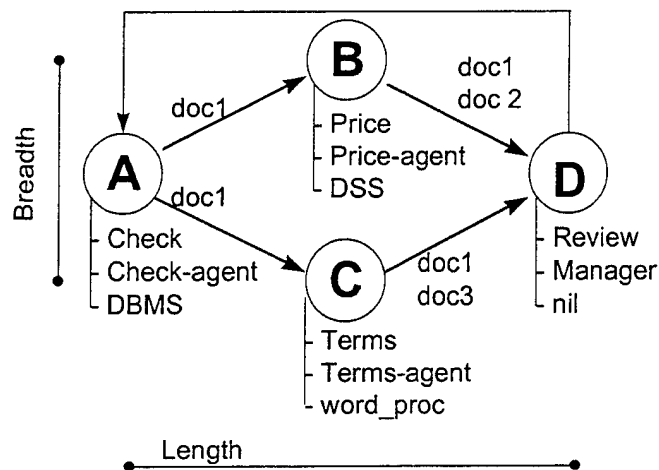 B
doc1
doc1
doc 2
Price
Price-agent
DSS
Breadth
A
doc1
D
Check
Check-agent
DBMS
C
doc1
doc3
Review
Manager
nil
Terms
Terms-agent
word_proc
Length